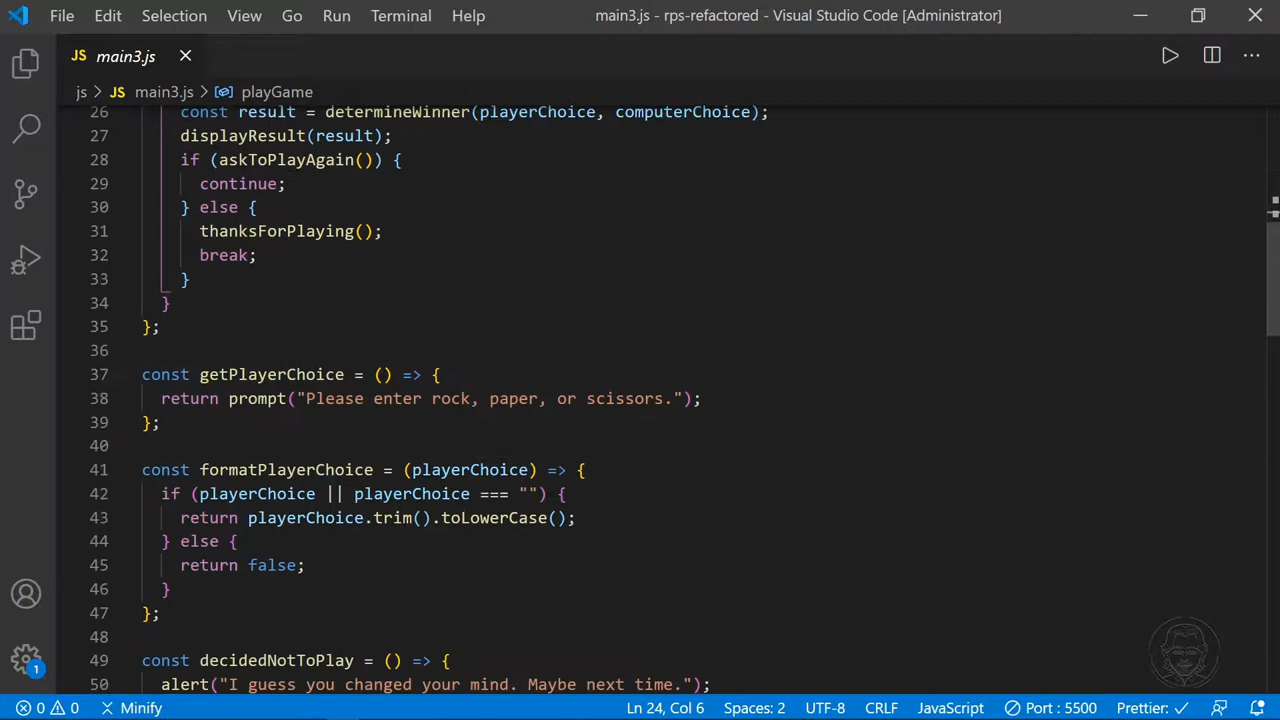 File Edit Selection View Go Run Terminal Help main3.js - rps-refactored - Visual Studio Code [Administrator]
JS main3.js
js > JS main3.js > playGame
26 const result = determineWinner(playerChoice, computerChoice);
27 displayResult(result);
28 if (askToPlayAgain()) {
29 continue;
30 } else {
31 thanksForPlaying();
32 break;
33 }
34 }
35 };
36
37 const getPlayerChoice = () => {
38 return prompt("Please enter rock, paper, or scissors.");
39 };
40
41 const formatPlayerChoice = (playerChoice) => {
42 if (playerChoice || playerChoice === "") {
43 return playerChoice.trim().toLowerCase();
44 } else {
45 return false;
46 }
47 };
48
49 const decidedNotToPlay = () => {
50 alert("I guess you changed your mind. Maybe next time.");
1
0 0 Minify Ln 24, Col 6 Spaces: 2 UTF-8 CRLF JavaScript Port : 5500 Prettier: ✓